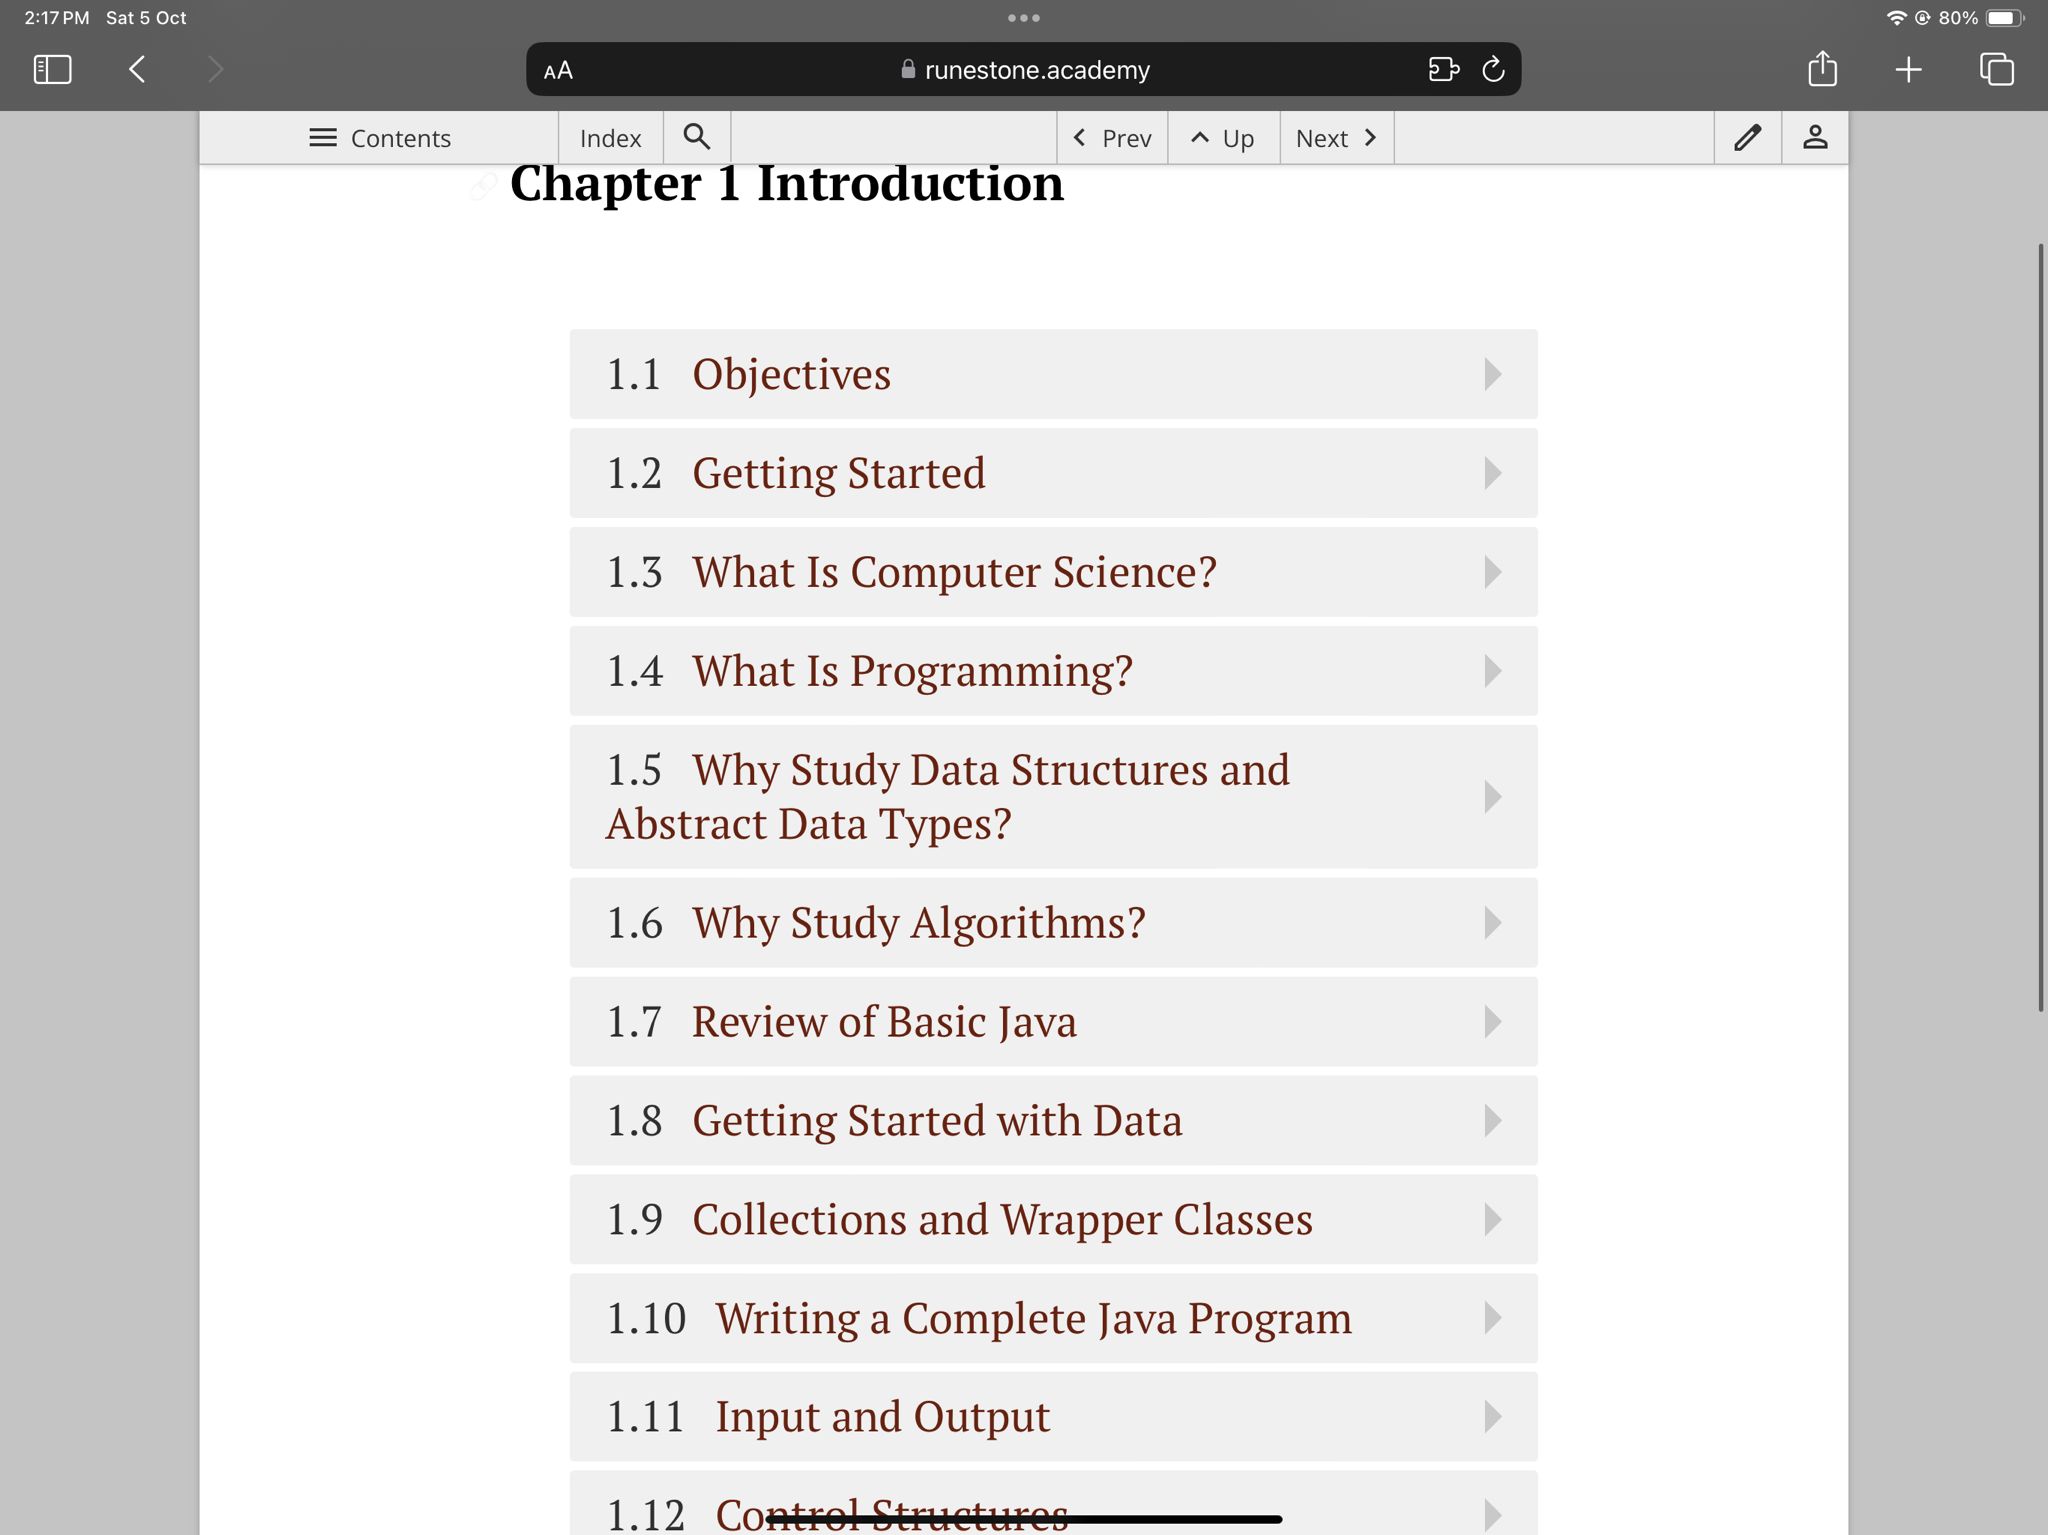 2:17 PM Sat 5 Oct
80%
AA
runestone.academy
Contents
Index
Prev
Up
Next
Chapter 1 Introduction
1.1 Objectives
1.2 Getting Started
1.3 What Is Computer Science?
1.4 What Is Programming?
1.5 Why Study Data Structures and
Abstract Data Types?
1.6 Why Study Algorithms?
1.7 Review of Basic Java
1.8 Getting Started with Data
1.9 Collections and Wrapper Classes
1.10 Writing a Complete Java Program
1.11 Input and Output
1.12 Control Structures